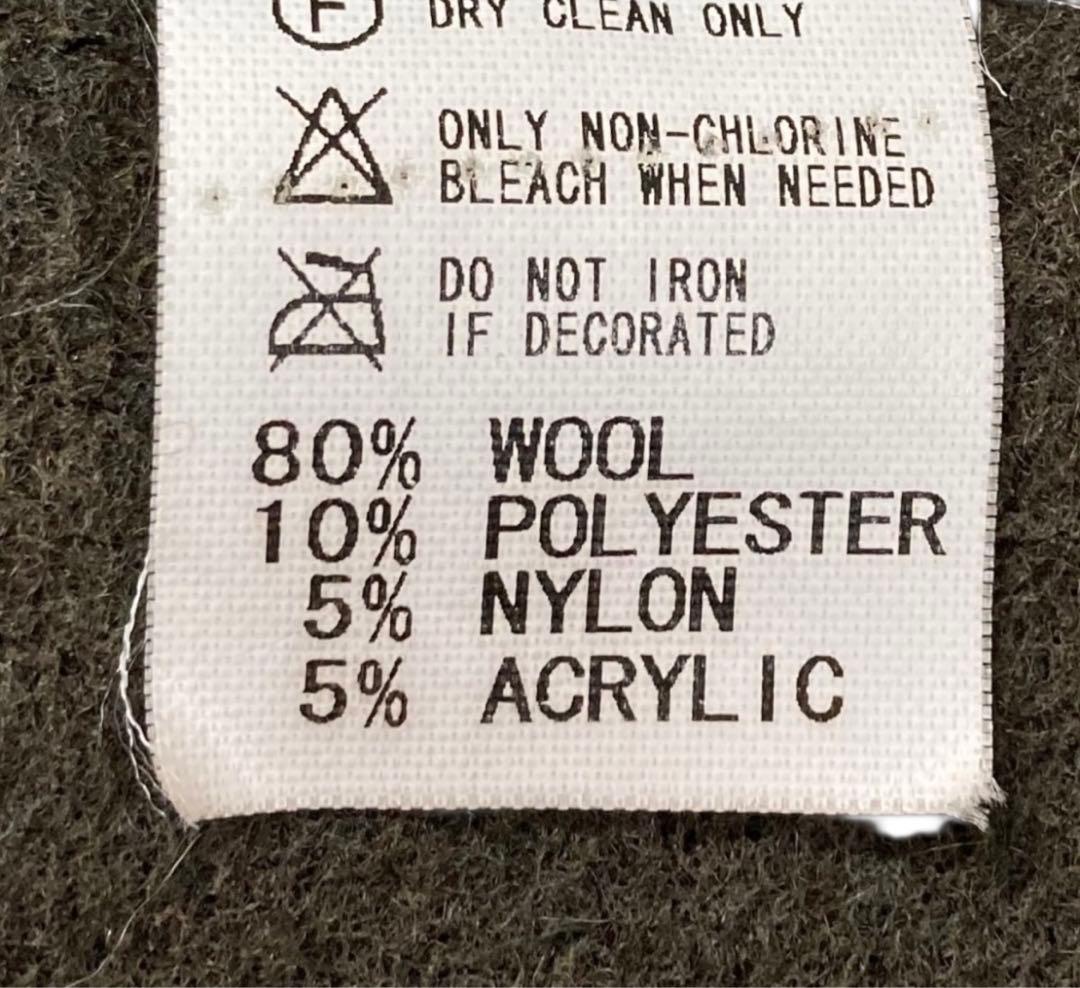 F
DRY CLEAN ONLY
ONLY NON-CHLORINE
BLEACH WHEN NEEDED
DO NOT IRON
IF DECORATED
80% WOOL
10% POLYESTER
5% NYLON
5% ACRYLIC